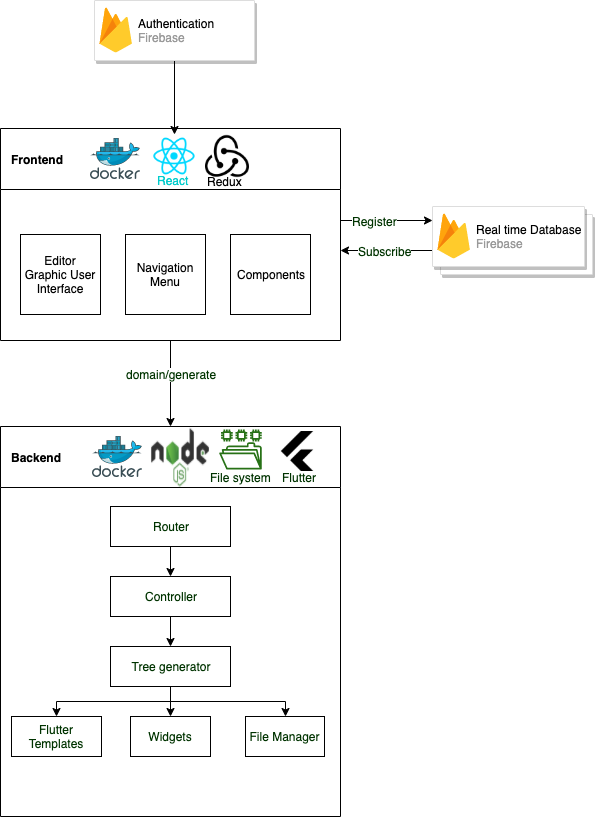 Authentication
Firebase
Frontend
docker
React
Redux
Register
Subscribe
Real time Database
Firebase
Editor
Graphic User
Interface
Navigation
Menu
Components
domain/generate
Backend
docker
node
JS
File system
Flutter
Router
Controller
Tree generator
Flutter
Templates
Widgets
File Manager